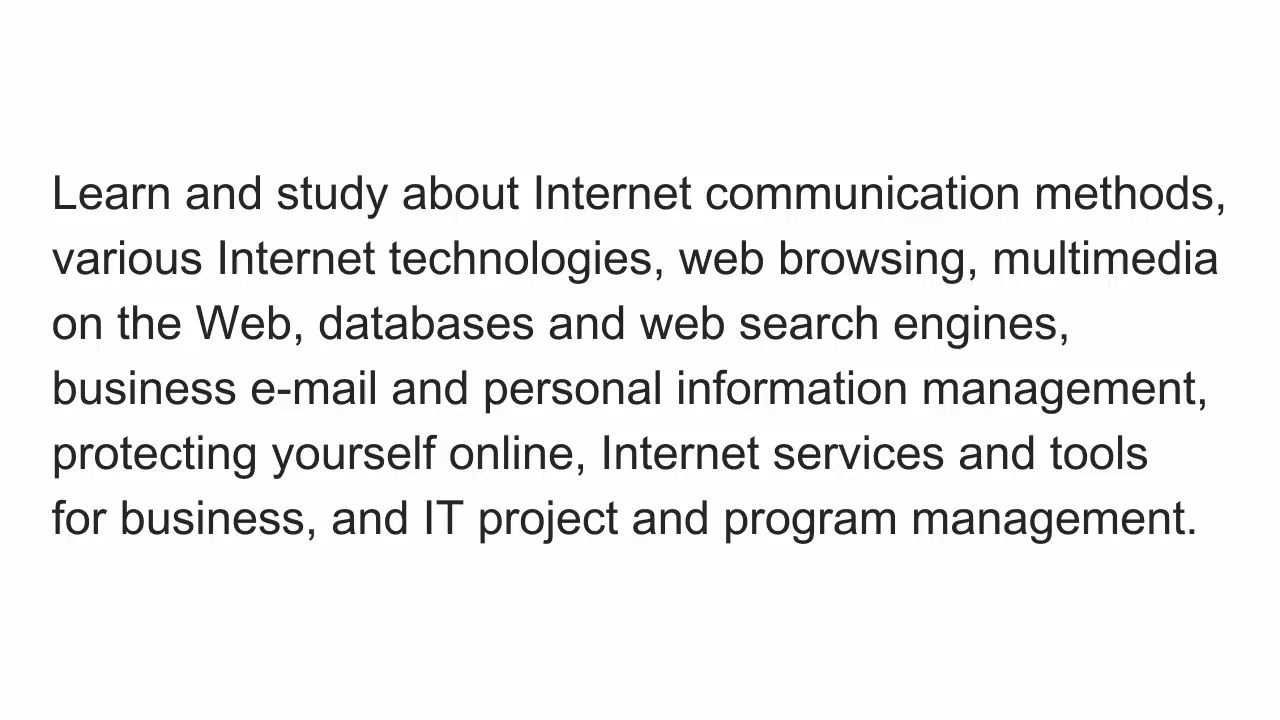 Learn and study about Internet communication methods,
various Internet technologies, web browsing, multimedia
on the Web, databases and web search engines,
business e-mail and personal information management,
protecting yourself online, Internet services and tools
for business, and IT project and program management.